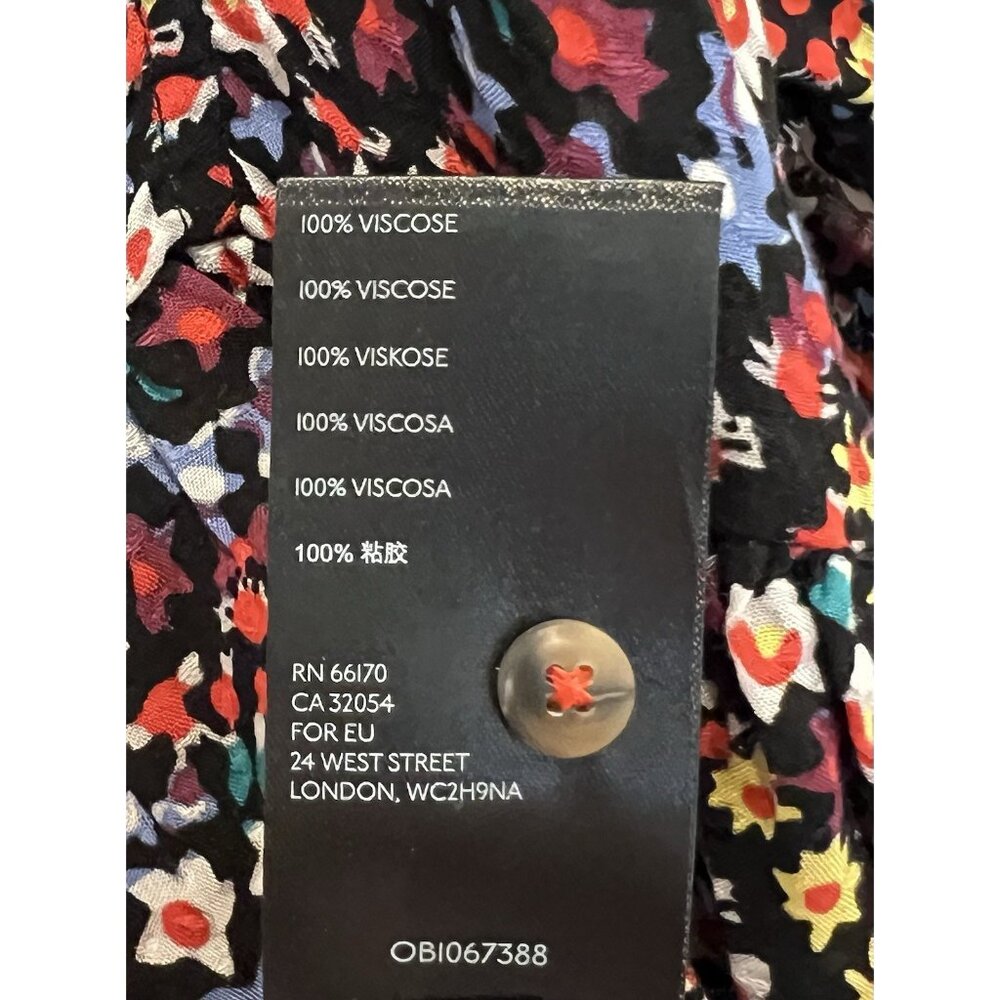 100% VISCOSE
100% VISCOSE
100% VISKOSE
100% VISCOSA
100% VISCOSA
100% 粘胶
RN 66170
CA 32054
FOR EU
24 WEST STREET
LONDON, WC2H9NA
OB1067388